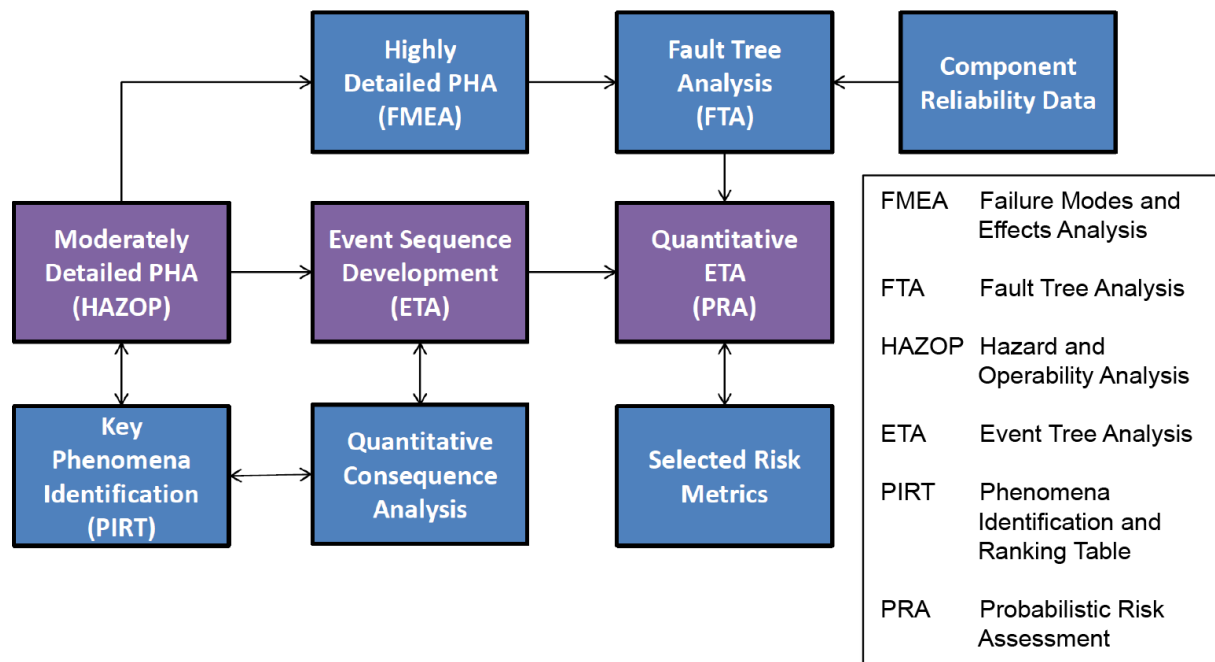 Highly
Detailed PHA
(FMEA)
Fault Tree
Analysis
(FTA)
Component
Reliability Data
Moderately
Detailed PHA
(HAZOP)
Event Sequence
Development
(ETA)
Quantitative
ETA
(PRA)
Key
Phenomena
Identification
(PIRT)
Quantitative
Consequence
Analysis
Selected Risk
Metrics
FMEA Failure Modes and
Effects Analysis
FTA Fault Tree Analysis
HAZOP Hazard and
Operability Analysis
ETA Event Tree Analysis
PIRT Phenomena
Identification and
Ranking Table
PRA Probabilistic Risk
Assessment